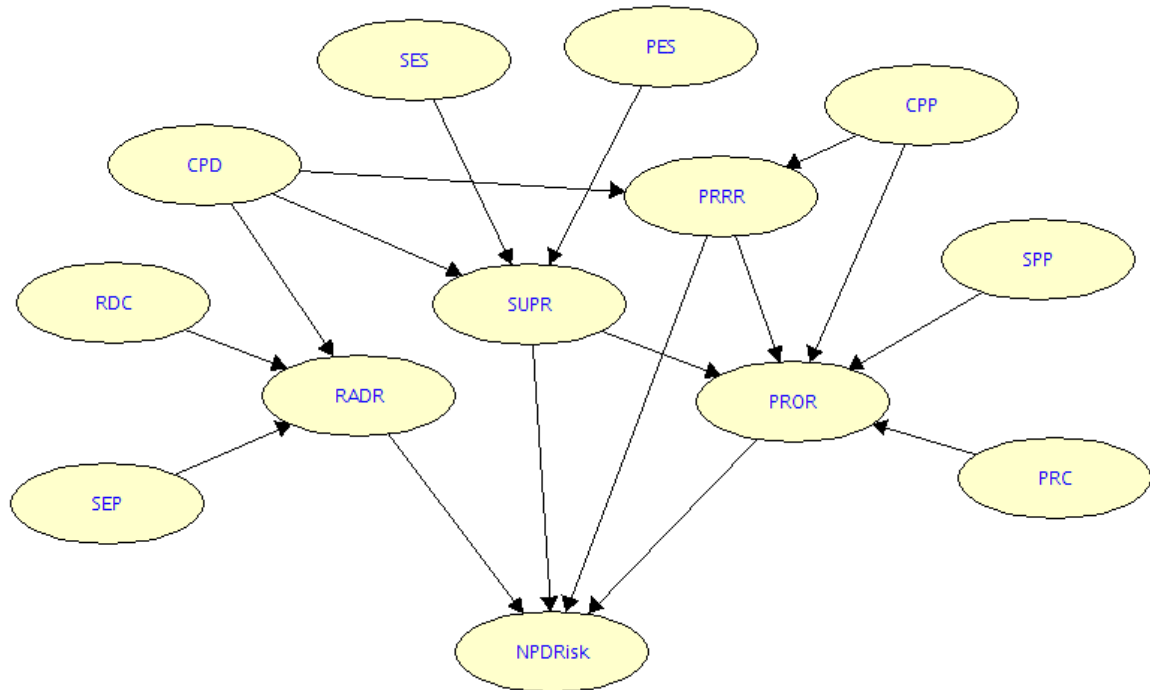 PES
SES
CPP
CPD
PRRR
SPP
RDC
SUPR
RADR
PROR
PRC
SEP
NPDRisk